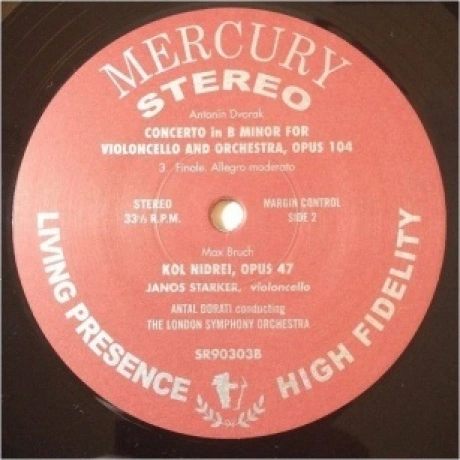 MERCURY
STEREO
Antonin Dvorak
CONCERTO in B MINOR FOR
VIOLONCELLO AND ORCHESTRA, OPUS 104
3. Finale. Allegro moderato
STEREO
33⅓ R.P.M.
MARGIN CONTROL
SIDE 2
Max Bruch
KOL NIDREI, OPUS 47
JANOS STARKER, violoncello
ANTAL DORATI conducting
THE LONDON SYMPHONY ORCHESTRA
SR90303B
LIVING PRESENCE
HIGH FIDELITY